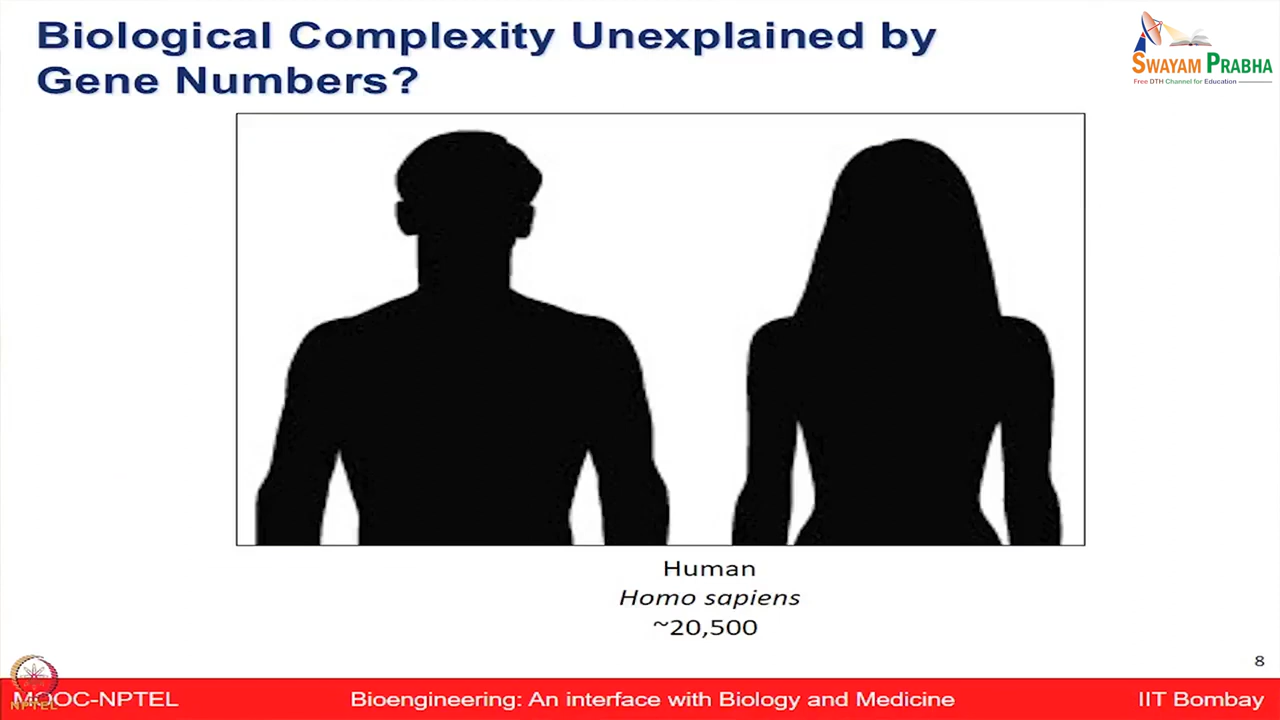 Biological Complexity Unexplained by
Gene Numbers?
SWAYAM PRABHA
Free DTH Channel for Education
Human
Homo sapiens
~20,500
8
NPTEL
MOOC-NPTEL
Bioengineering: An interface with Biology and Medicine
IIT Bombay